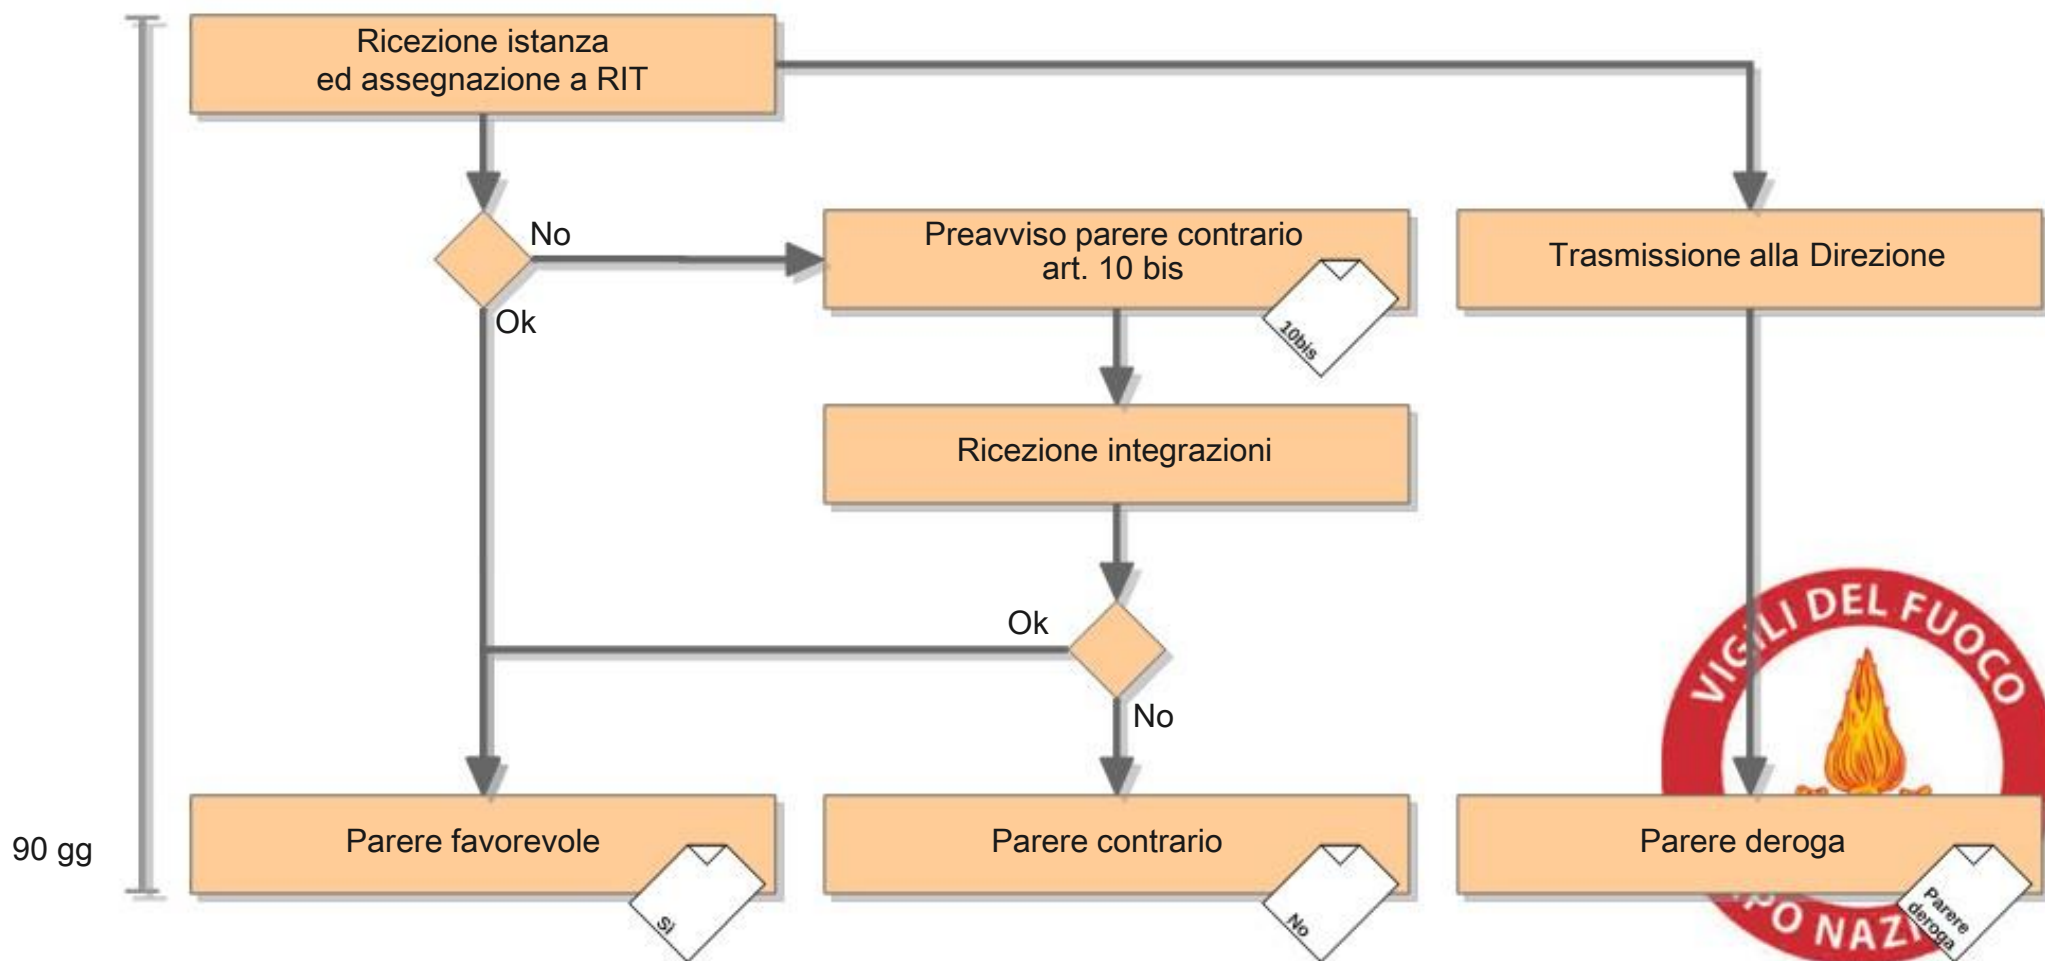 Ricezione istanza
ed assegnazione a RIT
No
Preavviso parere contrario
art. 10 bis
10bis
Trasmissione alla Direzione
Ok
Ricezione integrazioni
Ok
No
VIGILI DEL FUOCO
90 gg
Parere favorevole
Sì
Parere contrario
No
Parere deroga
Parere
deroga